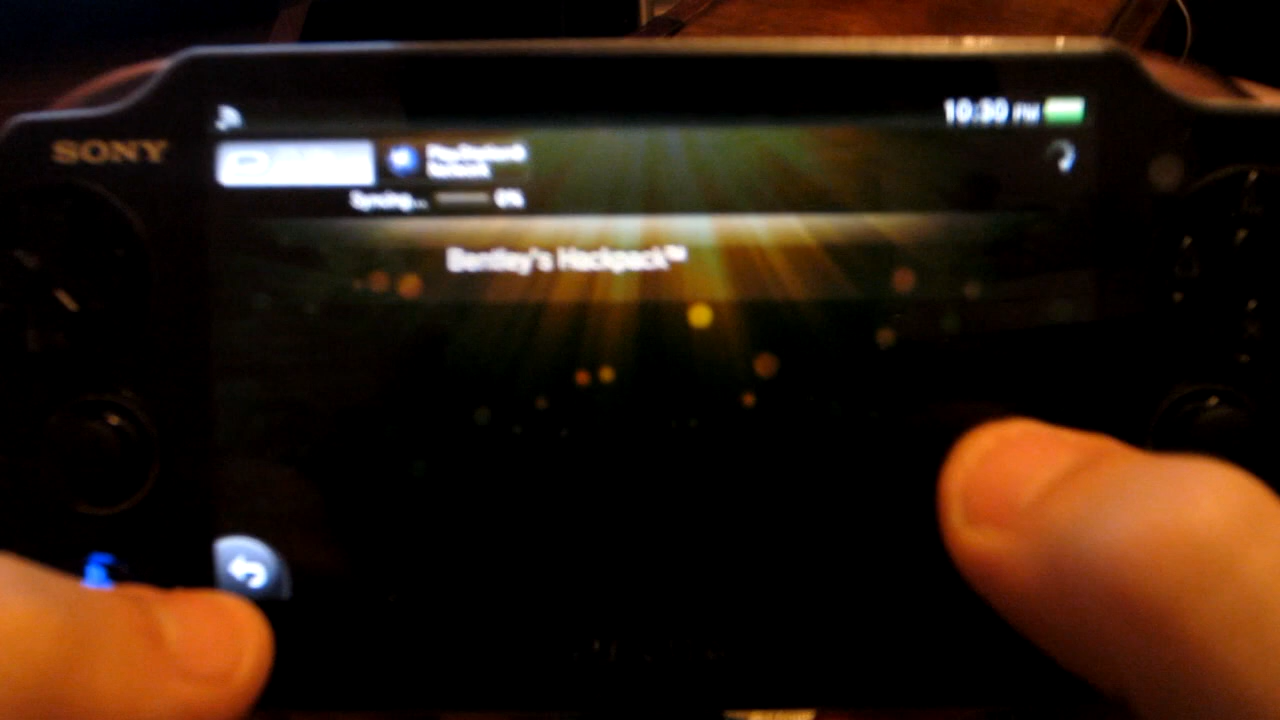 SONY
10:30 PM
PlayStation®
Network
Syncing... 0%
Bentley's Hackpack™